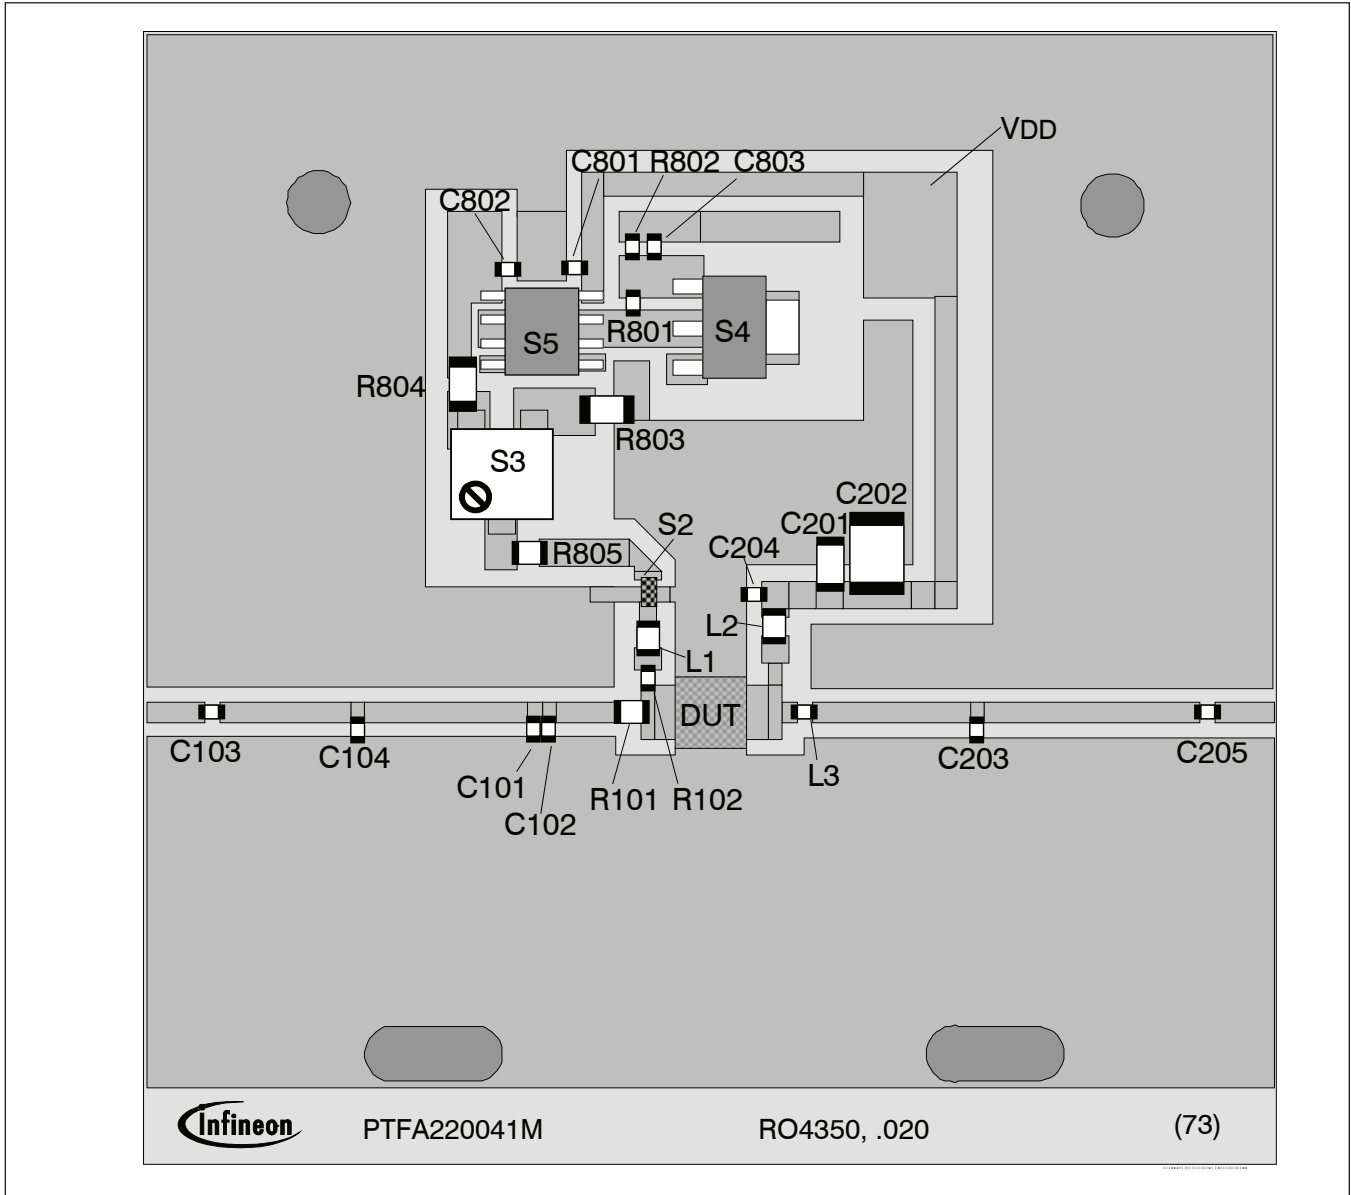 VDD
C801 R802 C803
C802
R801
S5
S4
R804
R803
S3
C202
C201
S2
C204
R805
L2
L1
DUT
C103
C104
C101
C102
R101 R102
L3
C203
C205
Infineon
PTFA220041M
RO4350, .020
(73)